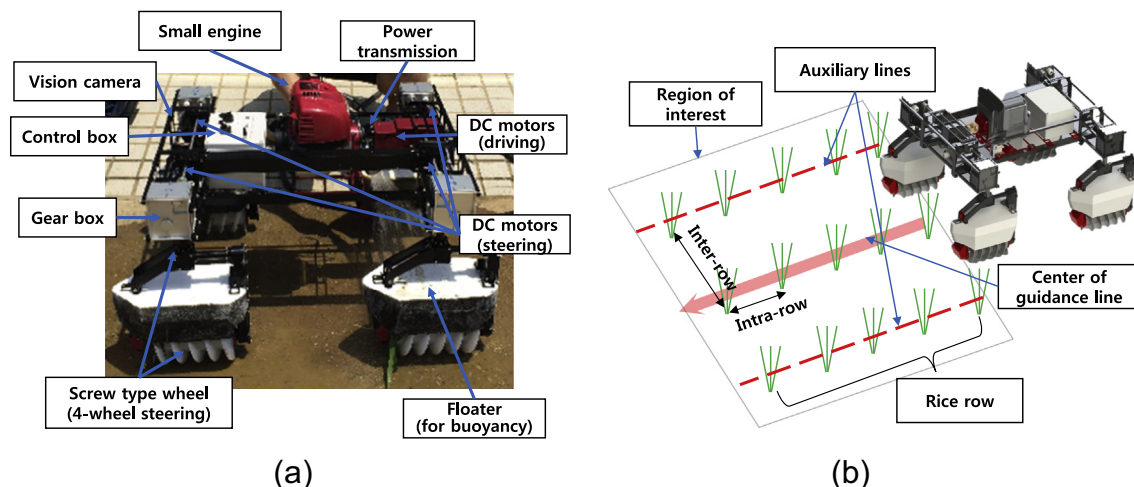 Small engine
Power
transmission
Vision camera
Control box
DC motors
(driving)
Gear box
DC motors
(steering)
Screw type wheel
(4-wheel steering)
Floater
(for buoyancy)
(a)
Auxiliary lines
Region of
interest
Inter-row
Intra-row
Center of
guidance line
Rice row
(b)